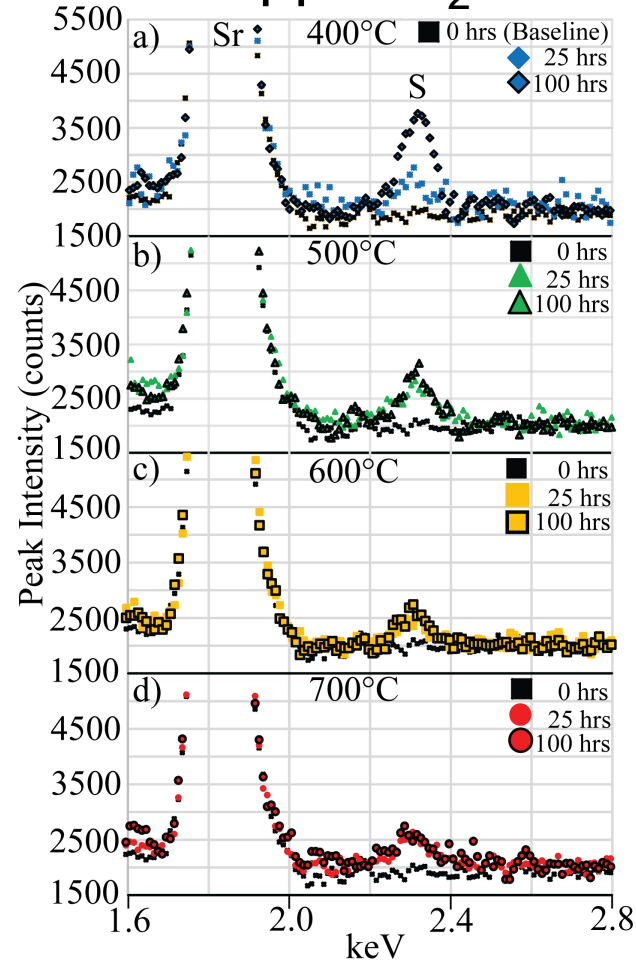 2
5500
a)
Sr
400°C
0 hrs (Baseline)
25 hrs
100 hrs
S
4500
3500
2500
1500
b)
500°C
0 hrs
25 hrs
100 hrs
4500
3500
2500
1500
c)
600°C
0 hrs
25 hrs
100 hrs
4500
3500
2500
1500
d)
700°C
0 hrs
25 hrs
100 hrs
4500
3500
2500
1500
Peak Intensity (counts)
1.6 2.0 2.4 2.8
keV